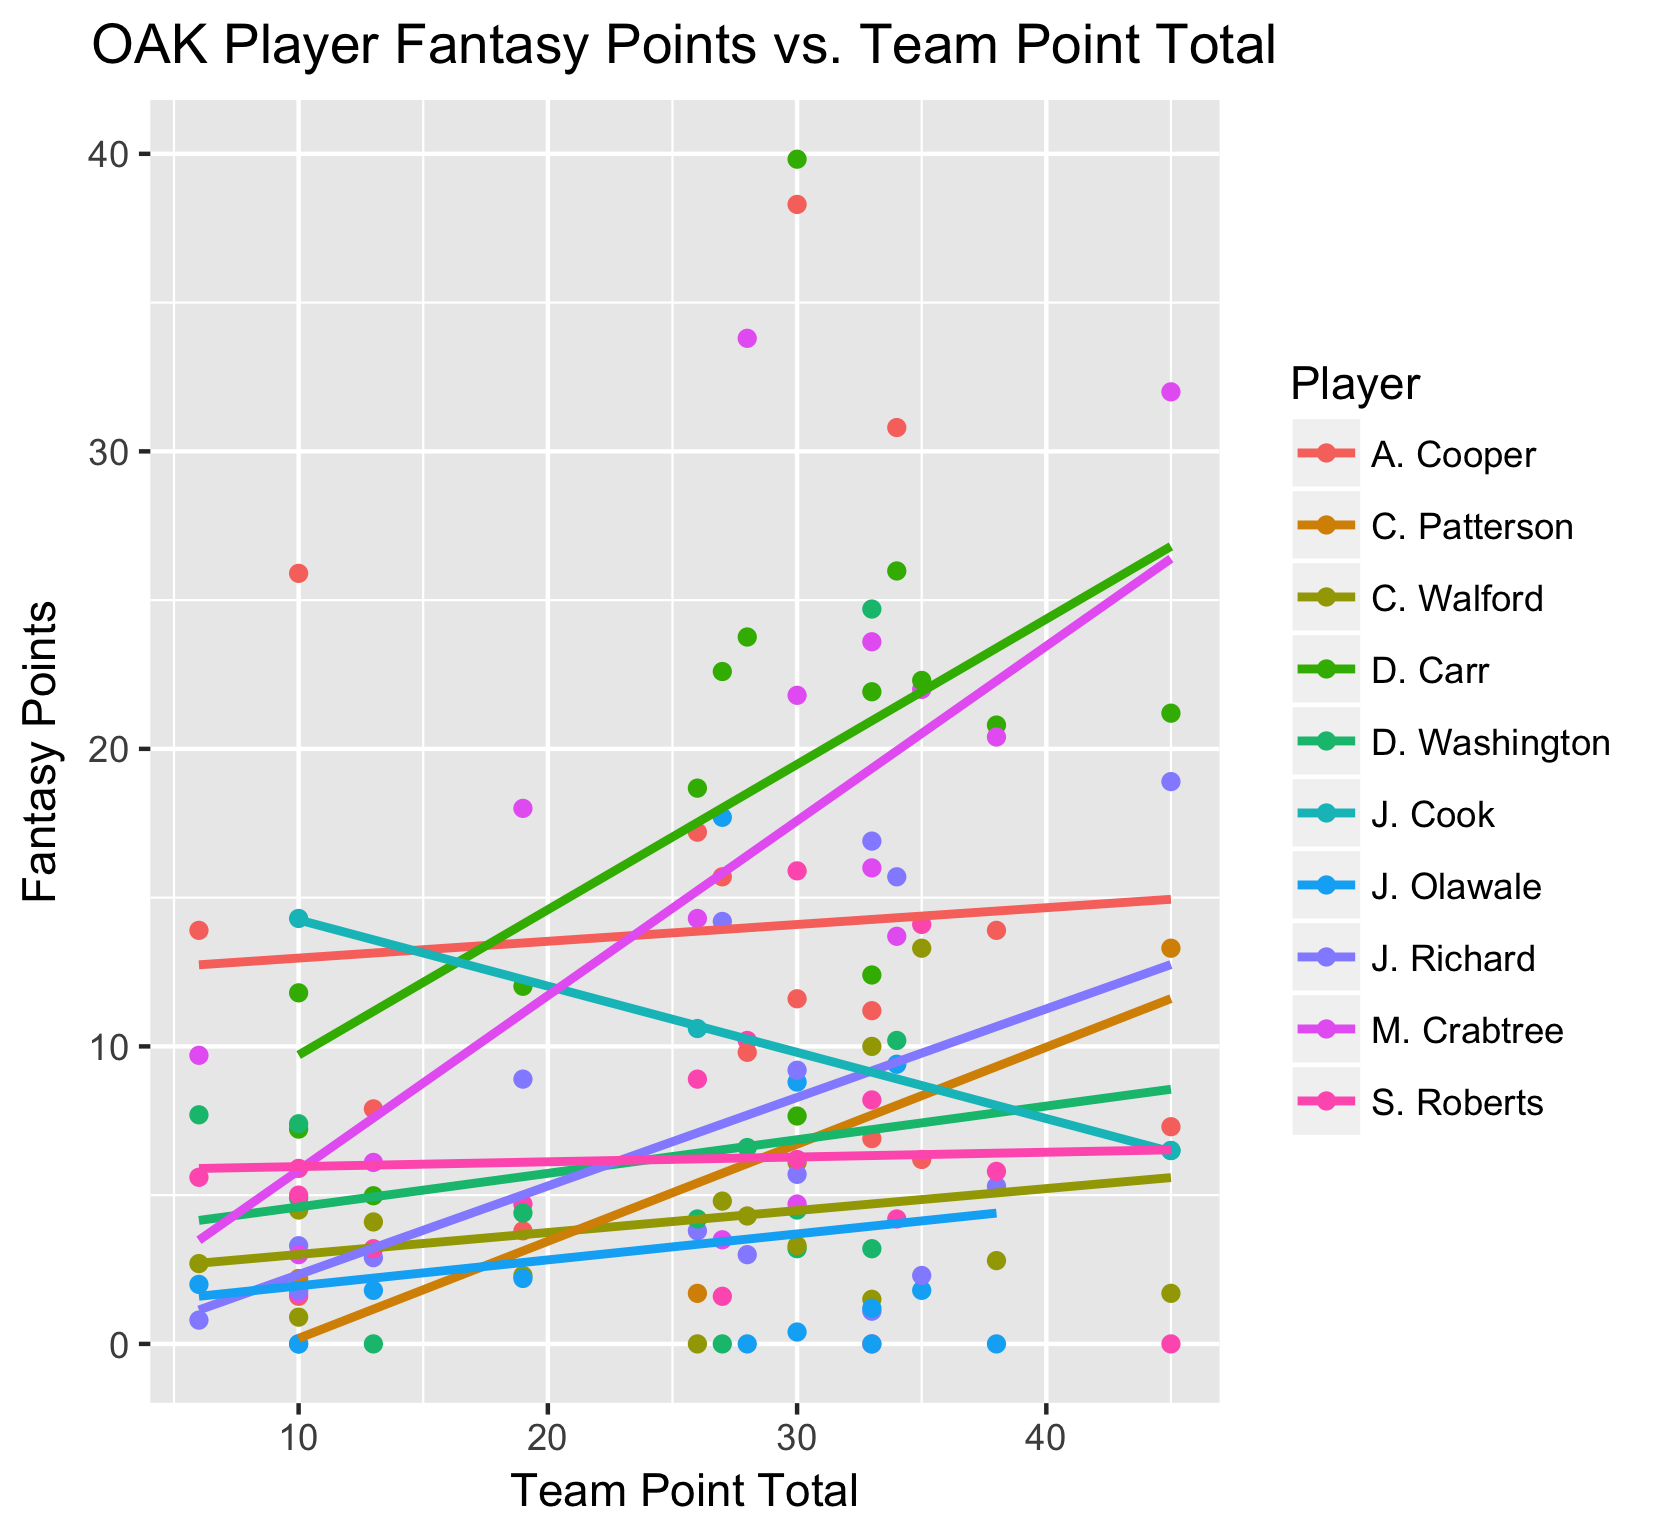 OAK Player Fantasy Points vs. Team Point Total
Fantasy Points
40
30
20
10
0
10 20 30 40
Team Point Total
Player
A. Cooper
C. Patterson
C. Walford
D. Carr
D. Washington
J. Cook
J. Olawale
J. Richard
M. Crabtree
S. Roberts